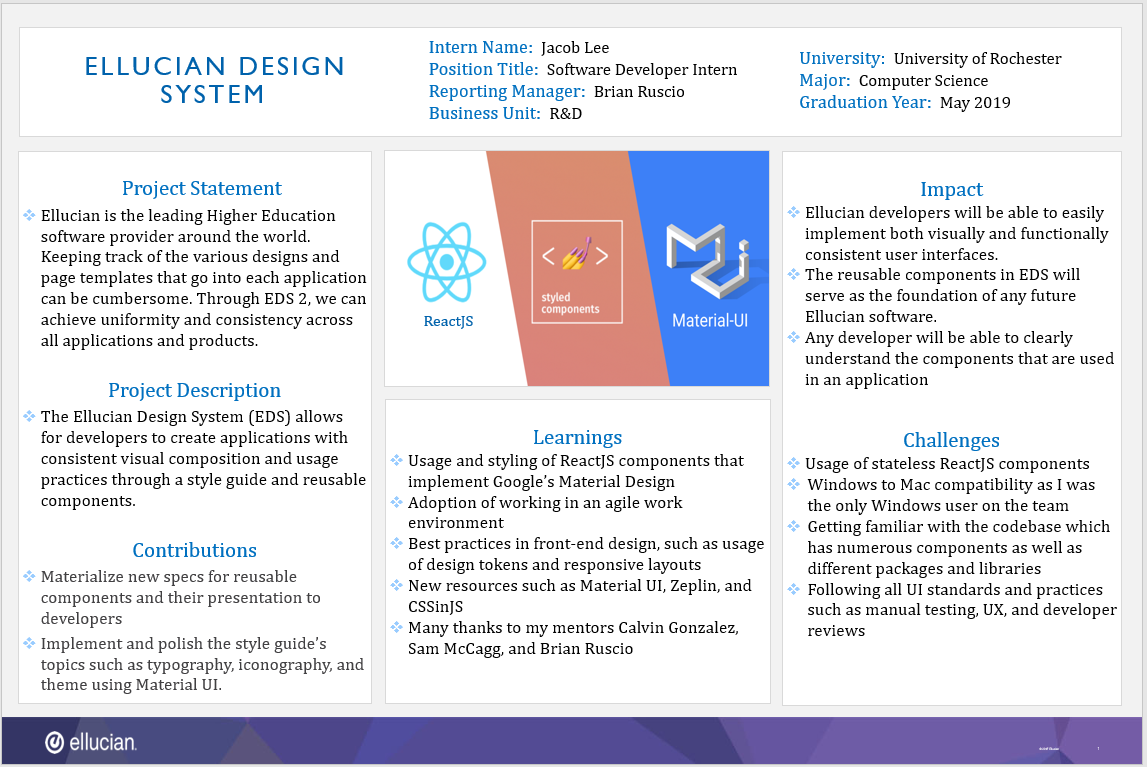 ELLUCIAN DESIGN
SYSTEM
Intern Name: Jacob Lee
Position Title: Software Developer Intern
Reporting Manager: Brian Ruscio
Business Unit: R&D
University: University of Rochester
Major: Computer Science
Graduation Year: May 2019
Project Statement
Ellucian is the leading Higher Education
software provider around the world.
Keeping track of the various designs and
page templates that go into each application
can be cumbersome. Through EDS 2, we can
achieve uniformity and consistency across
all applications and products.
Project Description
The Ellucian Design System (EDS) allows
for developers to create applications with
consistent visual composition and usage
practices through a style guide and reusable
components.
Contributions
Materialize new specs for reusable
components and their presentation to
developers
Implement and polish the style guide's
topics such as typography, iconography, and
theme using Material UI.
ReactJS
< >
styled
components
Material-UI
Learnings
Usage and styling of ReactJS components that
implement Google's Material Design
Adoption of working in an agile work
environment
Best practices in front-end design, such as usage
of design tokens and responsive layouts
New resources such as Material UI, Zeplin, and
CSSinJS
Many thanks to my mentors Calvin Gonzalez,
Sam McCagg, and Brian Ruscio
Impact
Ellucian developers will be able to easily
implement both visually and functionally
consistent user interfaces.
The reusable components in EDS will
serve as the foundation of any future
Ellucian software.
Any developer will be able to clearly
understand the components that are used
in an application
Challenges
Usage of stateless ReactJS components
Windows to Mac compatibility as I was
the only Windows user on the team
Getting familiar with the codebase which
has numerous components as well as
different packages and libraries
Following all UI standards and practices
such as manual testing, UX, and developer
reviews
ellucian.
1